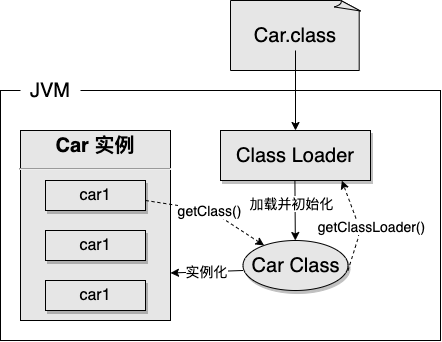 Car.class
JVM
Car 实例
Class Loader
car1
加载并初始化
getClass()
getClassLoader()
car1
Car Class
实例化
car1